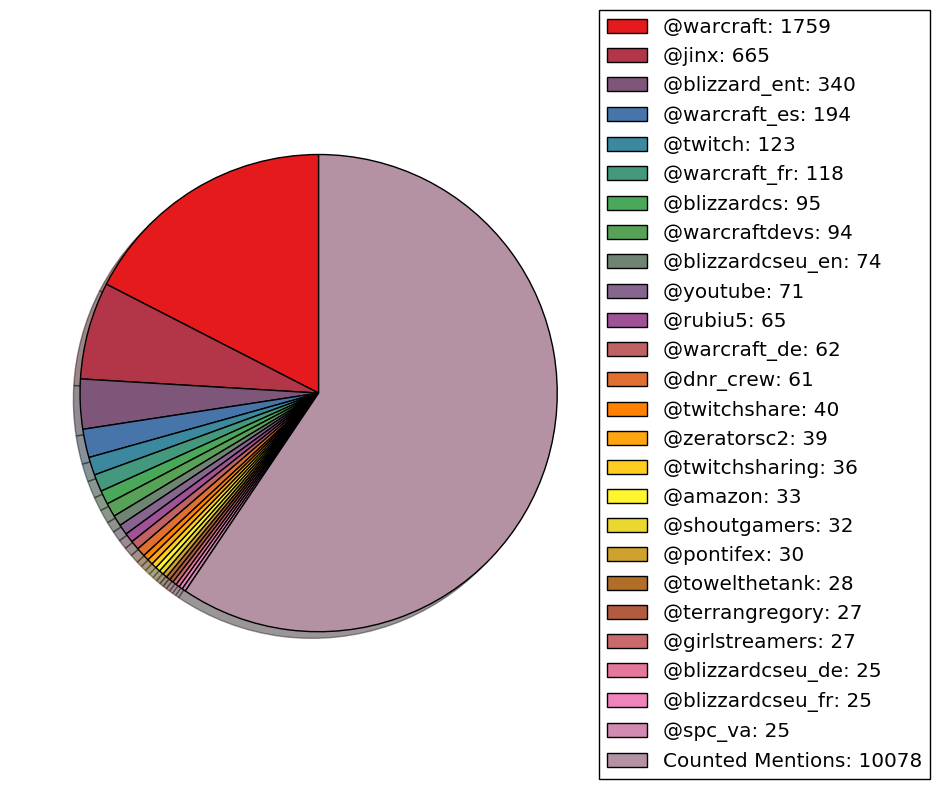 @warcraft: 1759
@jinx: 665
@blizzard_ent: 340
@warcraft_es: 194
@twitch: 123
@warcraft_fr: 118
@blizzardcs: 95
@warcraftdevs: 94
@blizzardcseu_en: 74
@youtube: 71
@rubiu5: 65
@warcraft_de: 62
@dnr_crew: 61
@twitchshare: 40
@zeratorsc2: 39
@twitchsharing: 36
@amazon: 33
@shoutgamers: 32
@pontifex: 30
@towelthetank: 28
@terrangregory: 27
@girlstreamers: 27
@blizzardcseu_de: 25
@blizzardcseu_fr: 25
@spc_va: 25
Counted Mentions: 10078